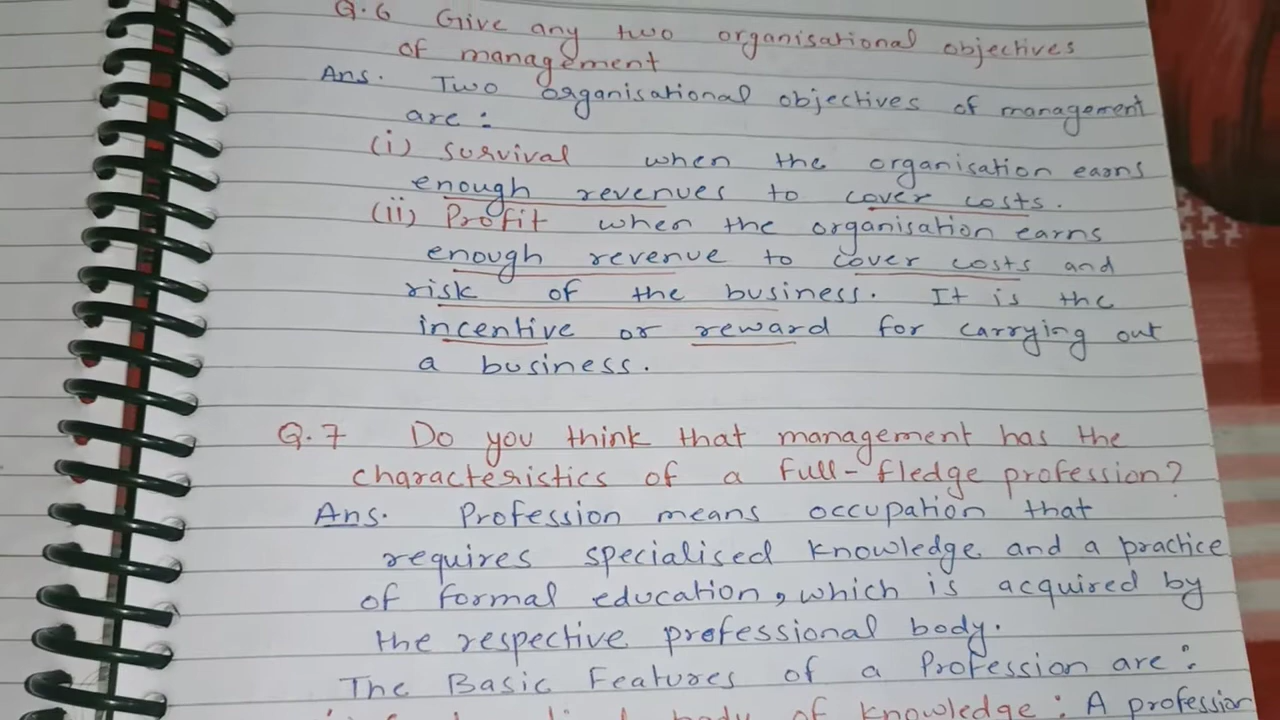 Q.6 Give any two organisational objectives
of management
Ans. Two organisational objectives of management
are :
(i) Survival when the organisation earns
enough revenues to cover costs.
(ii) Profit when the organisation earns
enough revenue to cover costs and
risk of the business. It is the
incentive or reward for carrying out
a business.
Q.7 Do you think that management has the
characteristics of a full-fledge profession?
Ans. Profession means occupation that
requires specialised knowledge and a practice
of formal education, which is acquired by
the respective professional body.
The Basic Features of a Profession are :
body of knowledge : A profession